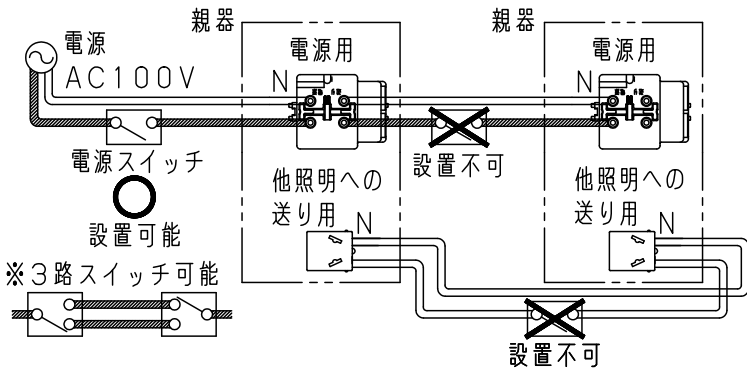 親器
親器
電源
AC100V
電源用
N
電源用
N
電源スイッチ
設置可能
設置不可
他照明への
送り用
N
他照明への
送り用
N
※3路スイッチ可能
設置不可